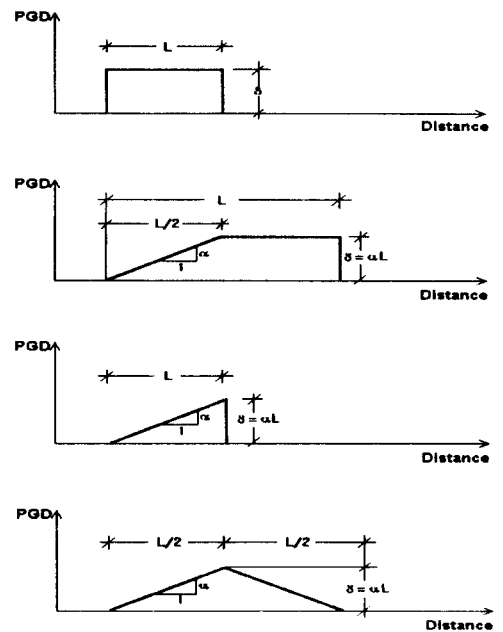 PGD
L
δ
Distance
PGD
L
L/2
α
1
δ = αL
Distance
PGD
L
α
1
δ = αL
Distance
PGD
L/2 L/2
α
1
δ = αL
Distance